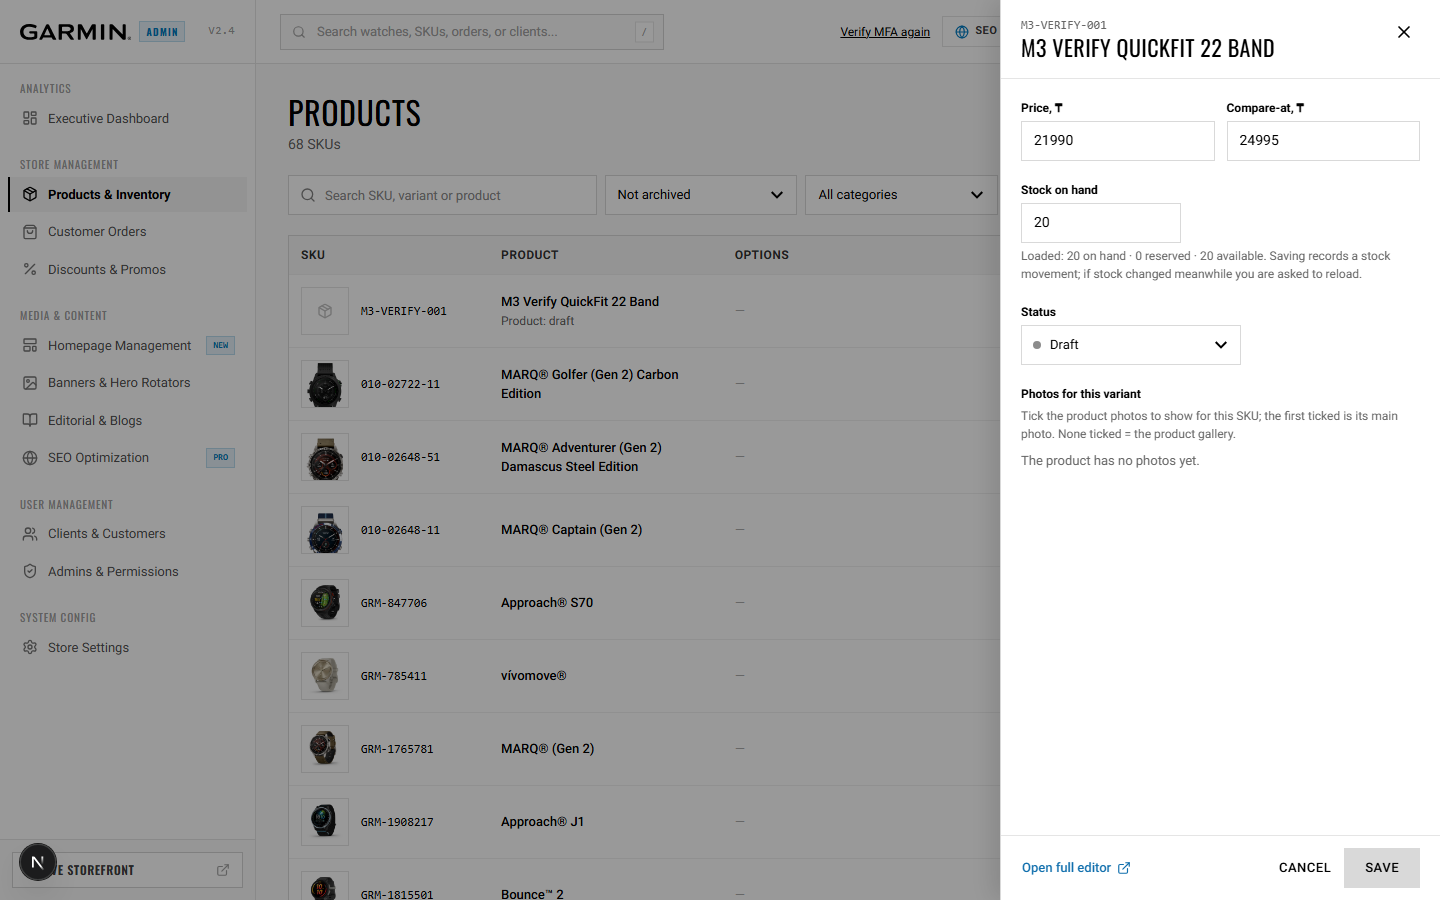 GARMIN. ADMIN V2.4
Search watches, SKUs, orders, or clients... /
Verify MFA again
SEO
ANALYTICS
Executive Dashboard
STORE MANAGEMENT
Products & Inventory
Customer Orders
Discounts & Promos
MEDIA & CONTENT
Homepage Management NEW
Banners & Hero Rotators
Editorial & Blogs
SEO Optimization PRO
USER MANAGEMENT
Clients & Customers
Admins & Permissions
SYSTEM CONFIG
Store Settings
N
STOREFRONT
PRODUCTS
68 SKUs
Search SKU, variant or product
Not archived
All categories
SKU PRODUCT OPTIONS
M3-VERIFY-001 M3 Verify QuickFit 22 Band —
Product: draft
010-02722-11 MARQ® Golfer (Gen 2) Carbon —
Edition
010-02648-51 MARQ® Adventurer (Gen 2) —
Damascus Steel Edition
010-02648-11 MARQ® Captain (Gen 2) —
GRM-847706 Approach® S70 —
GRM-785411 vívomove® —
GRM-1765781 MARQ® (Gen 2) —
GRM-1908217 Approach® J1 —
GRM-1815501 Bounce™ 2 —
M3-VERIFY-001
M3 VERIFY QUICKFIT 22 BAND
Price, ₸ Compare-at, ₸
21990 24995
Stock on hand
20
Loaded: 20 on hand · 0 reserved · 20 available. Saving records a stock
movement; if stock changed meanwhile you are asked to reload.
Status
Draft
Photos for this variant
Tick the product photos to show for this SKU; the first ticked is its main
photo. None ticked = the product gallery.
The product has no photos yet.
Open full editor
CANCEL
SAVE